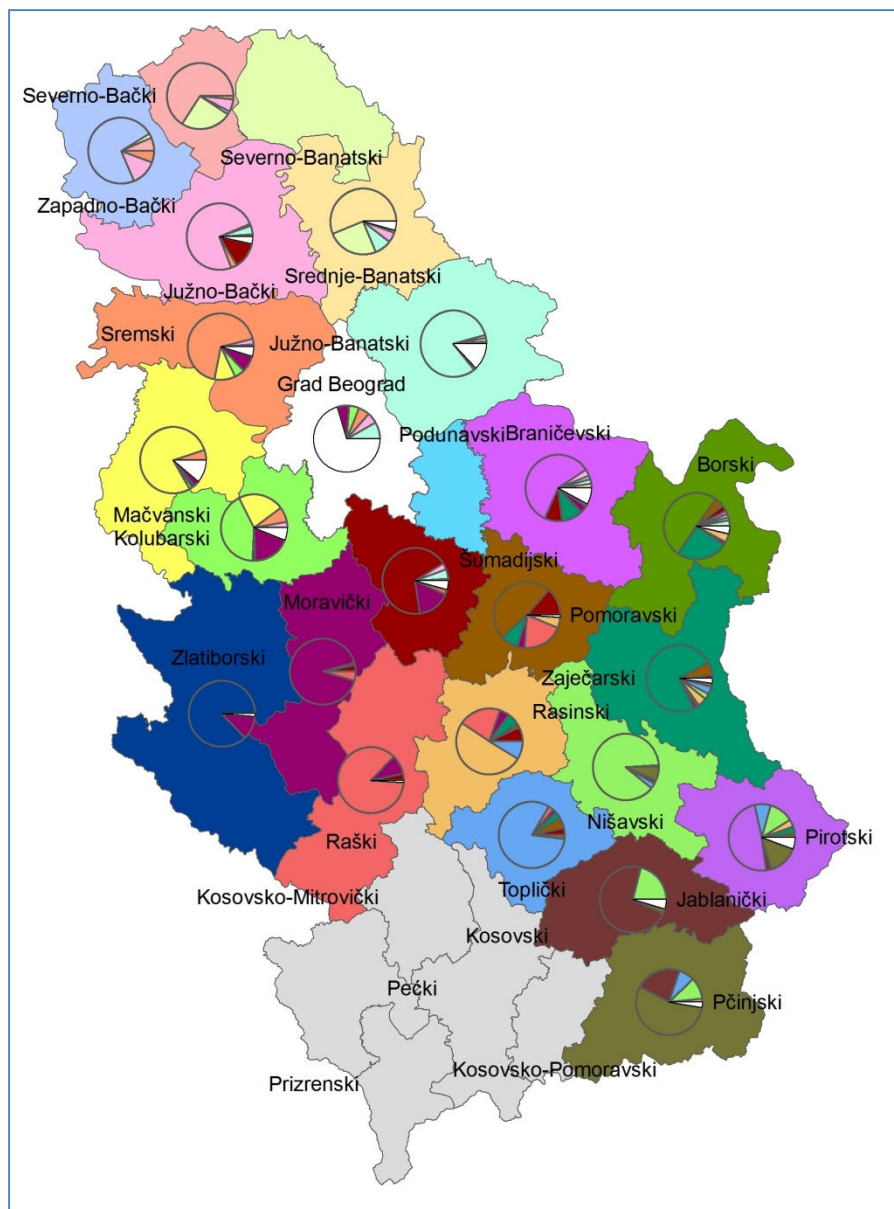 Severno-Bački
Severno-Banatski
Zapadno-Bački
Srednje-Banatski
Južno-Bački
Sremski
Južno-Banatski
Grad Beograd
Podunavski
Braničevski
Borski
Mačvanski
Kolubarski
Šumadijski
Moravički
Pomoravski
Zlatiborski
Zaječarski
Rasinski
Nišavski
Raški
Pirotski
Toplički
Jablanički
Kosovsko-Mitrovički
Kosovski
Pećki
Pčinjski
Kosovsko-Pomoravski
Prizrenski